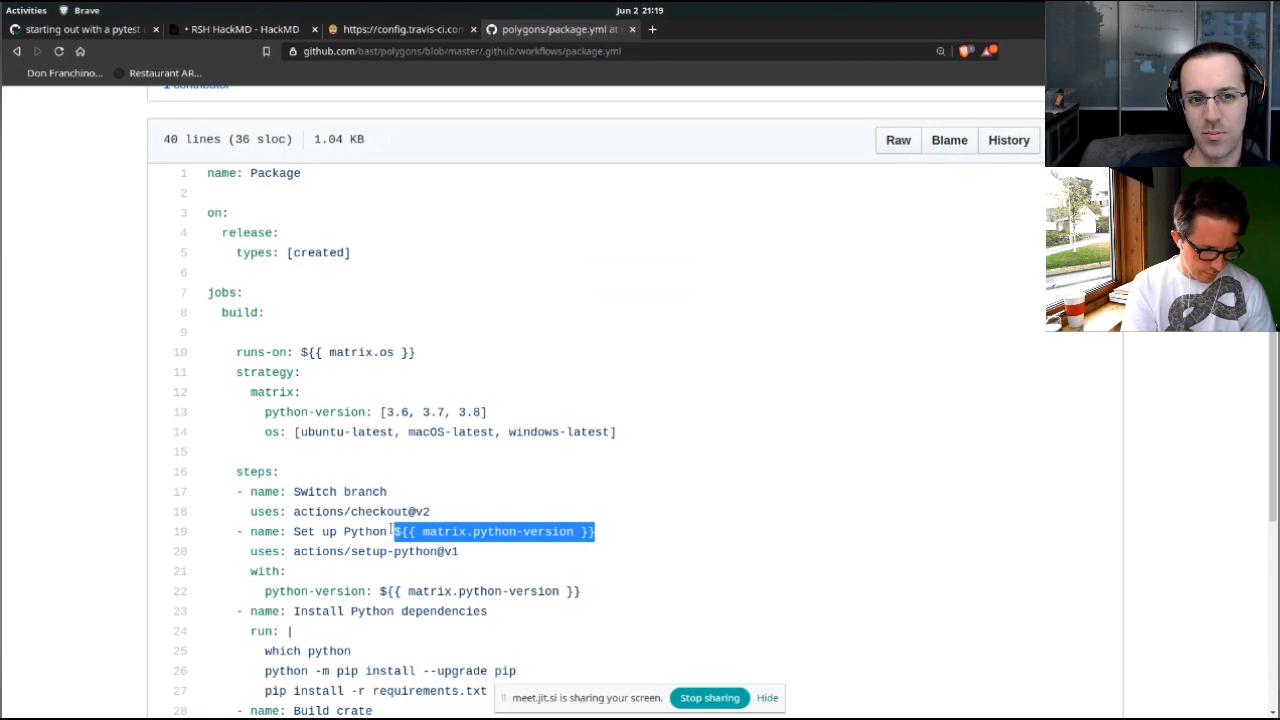 Activities Brave Jun 2 21:19
starting out with a pytest × • RSH HackMD - HackMD × https://config.travis-ci.com × polygons/package.yml at × +
github.com/bast/polygons/blob/master/.github/workflows/package.yml
Don Franchino... Restaurant AR...
1 contributor
40 lines (36 sloc) 1.04 KB Raw Blame History
1 name: Package
2
3 on:
4 release:
5 types: [created]
6
7 jobs:
8 build:
9
10 runs-on: ${{ matrix.os }}
11 strategy:
12 matrix:
13 python-version: [3.6, 3.7, 3.8]
14 os: [ubuntu-latest, macOS-latest, windows-latest]
15
16 steps:
17 - name: Switch branch
18 uses: actions/checkout@v2
19 - name: Set up Python ${{ matrix.python-version }}
20 uses: actions/setup-python@v1
21 with:
22 python-version: ${{ matrix.python-version }}
23 - name: Install Python dependencies
24 run: |
25 which python
26 python -m pip install --upgrade pip
27 pip install -r requirements.txt
28 - name: Build crate
meet.jit.si is sharing your screen. Stop sharing Hide